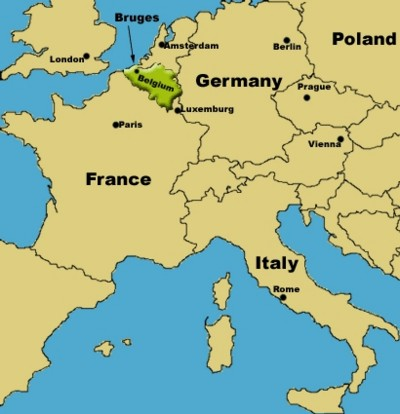 Bruges
Poland
Amsterdam
Berlin
London
Belgium
Germany
Prague
Luxemburg
Paris
Vienna
France
Italy
Rome